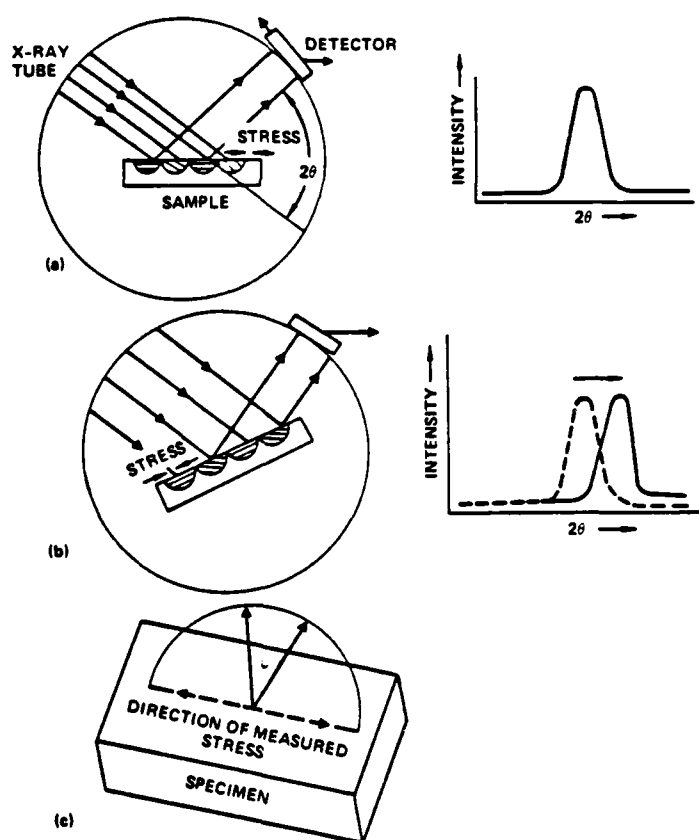 X-RAY
TUBE
DETECTOR
STRESS
2θ
SAMPLE
(a)
INTENSITY
2θ
STRESS
(b)
INTENSITY
2θ
DIRECTION OF MEASURED
STRESS
SPECIMEN
(c)